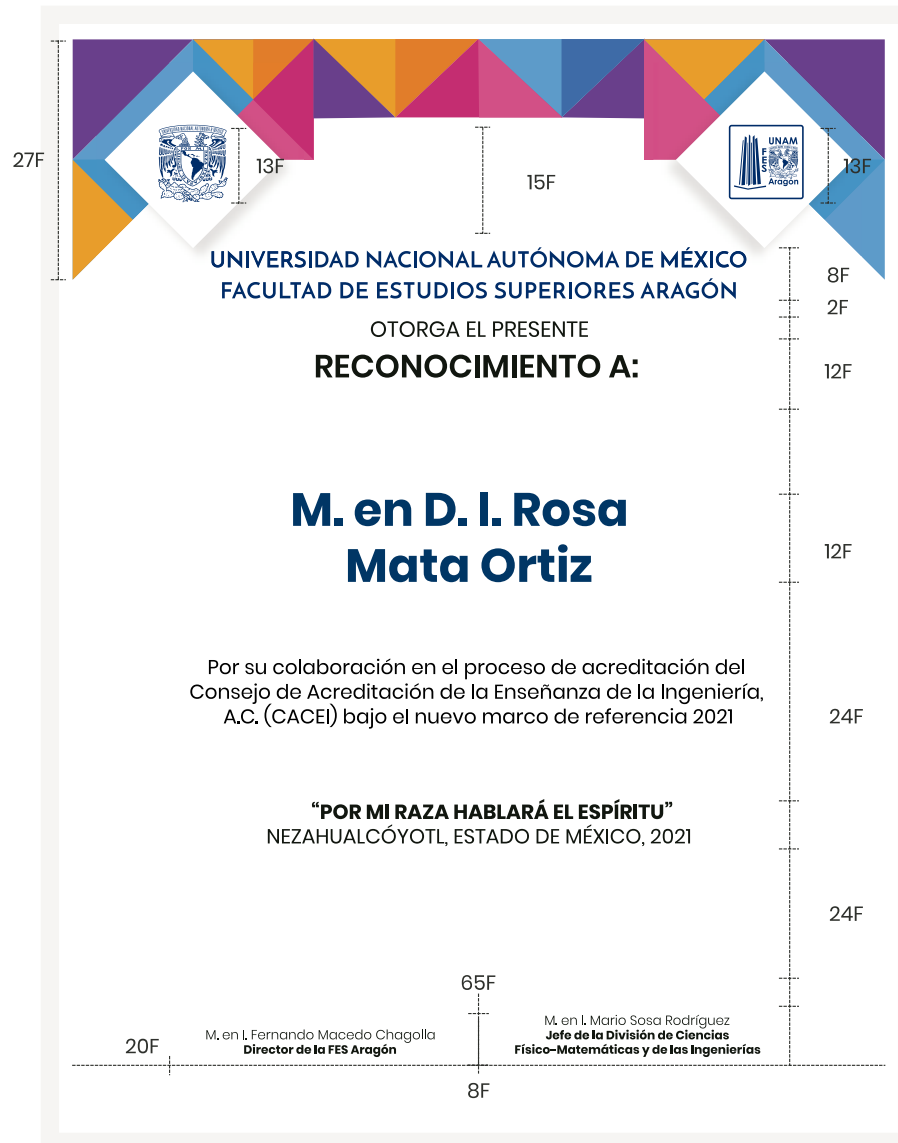 27F
13F
15F
UNAM
FES
Aragón
13F
UNIVERSIDAD NACIONAL AUTÓNOMA DE MÉXICO
8F
FACULTAD DE ESTUDIOS SUPERIORES ARAGÓN
2F
OTORGA EL PRESENTE
RECONOCIMIENTO A:
12F
M. en D. I. Rosa
Mata Ortiz
12F
Por su colaboración en el proceso de acreditación del
Consejo de Acreditación de la Enseñanza de la Ingeniería,
A.C. (CACEI) bajo el nuevo marco de referencia 2021
24F
“POR MI RAZA HABLARÁ EL ESPÍRITU”
NEZAHUALCÓYOTL, ESTADO DE MÉXICO, 2021
24F
65F
M. en I. Fernando Macedo Chagolla
Director de la FES Aragón
M. en I. Mario Sosa Rodríguez
Jefe de la División de Ciencias
Físico-Matemáticas y de las Ingenierías
20F
8F